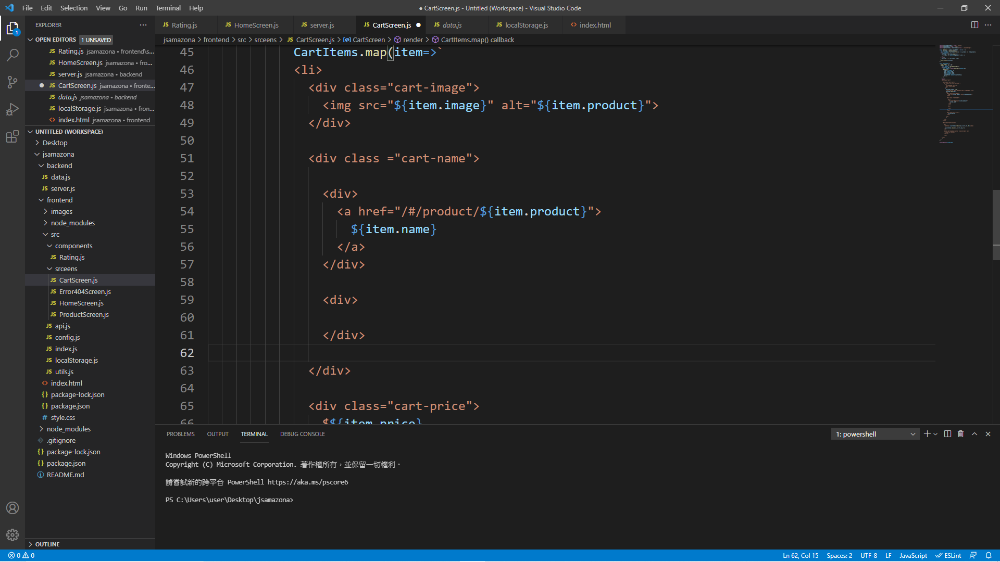 File Edit Selection View Go Run Terminal Help
● CartScreen.js - Untitled (Workspace) - Visual Studio Code
EXPLORER
OPEN EDITORS 1 UNSAVED
JS Rating.js jsamazona • frontend\s...
JS HomeScreen.js jsamazona • fro...
JS server.js jsamazona • backend
● JS CartScreen.js jsamazona • fronte...
JS data.js jsamazona • backend
JS localStorage.js jsamazona • fron...
<> index.html jsamazona • frontend
UNTITLED (WORKSPACE)
Desktop
jsamazona
backend
JS data.js
JS server.js
frontend
images
node_modules
src
components
JS Rating.js
srceens
JS CartScreen.js
JS Error404Screen.js
JS HomeScreen.js
JS ProductScreen.js
JS api.js
JS config.js
JS index.js
JS localStorage.js
JS utils.js
<> index.html
{} package-lock.json
{} package.json
# style.css
node_modules
.gitignore
{} package-lock.json
{} package.json
README.md
OUTLINE
JS Rating.js JS HomeScreen.js JS server.js JS CartScreen.js ● JS data.js JS localStorage.js <> index.html
jsamazona > frontend > src > srceens > JS CartScreen.js > CartScreen > render > CartItems.map() callback
45 CartItems.map(item=>`
46 <li>
47 <div class="cart-image">
48 <img src="${item.image}" alt="${item.product}">
49 </div>
50
51 <div class ="cart-name">
52
53 <div>
54 <a href="/#/product/${item.product}">
55 ${item.name}
56 </a>
57 </div>
58
59 <div>
60
61 </div>
62
63 </div>
64
65 <div class="cart-price">
66 $${item.price}
PROBLEMS OUTPUT TERMINAL DEBUG CONSOLE
1: powershell
Windows PowerShell
Copyright (C) Microsoft Corporation. 著作權所有，並保留一切權利。
請嘗試新的跨平台 PowerShell https://aka.ms/pscore6
PS C:\Users\user\Desktop\jsamazona>
0 0
Ln 62, Col 15 Spaces: 2 UTF-8 LF JavaScript ESLint